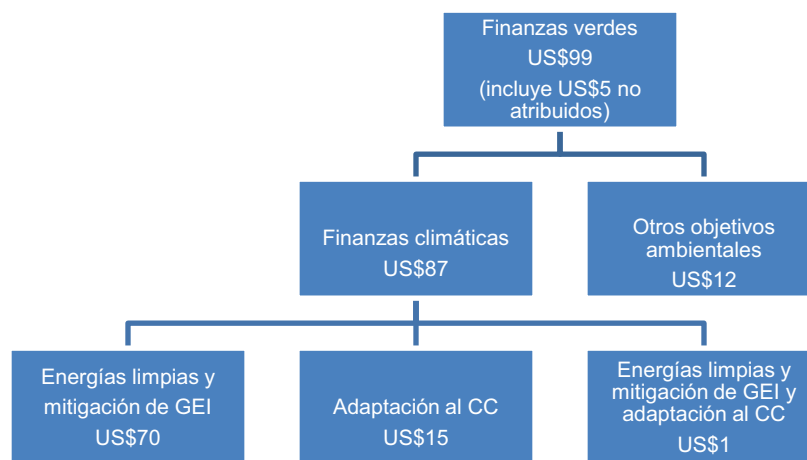 Finanzas verdes
US$99
(incluye US$5 no
atribuidos)
Finanzas climáticas
US$87
Otros objetivos
ambientales
US$12
Energías limpias y
mitigación de GEI
US$70
Adaptación al CC
US$15
Energías limpias y
mitigación de GEI y
adaptación al CC
US$1